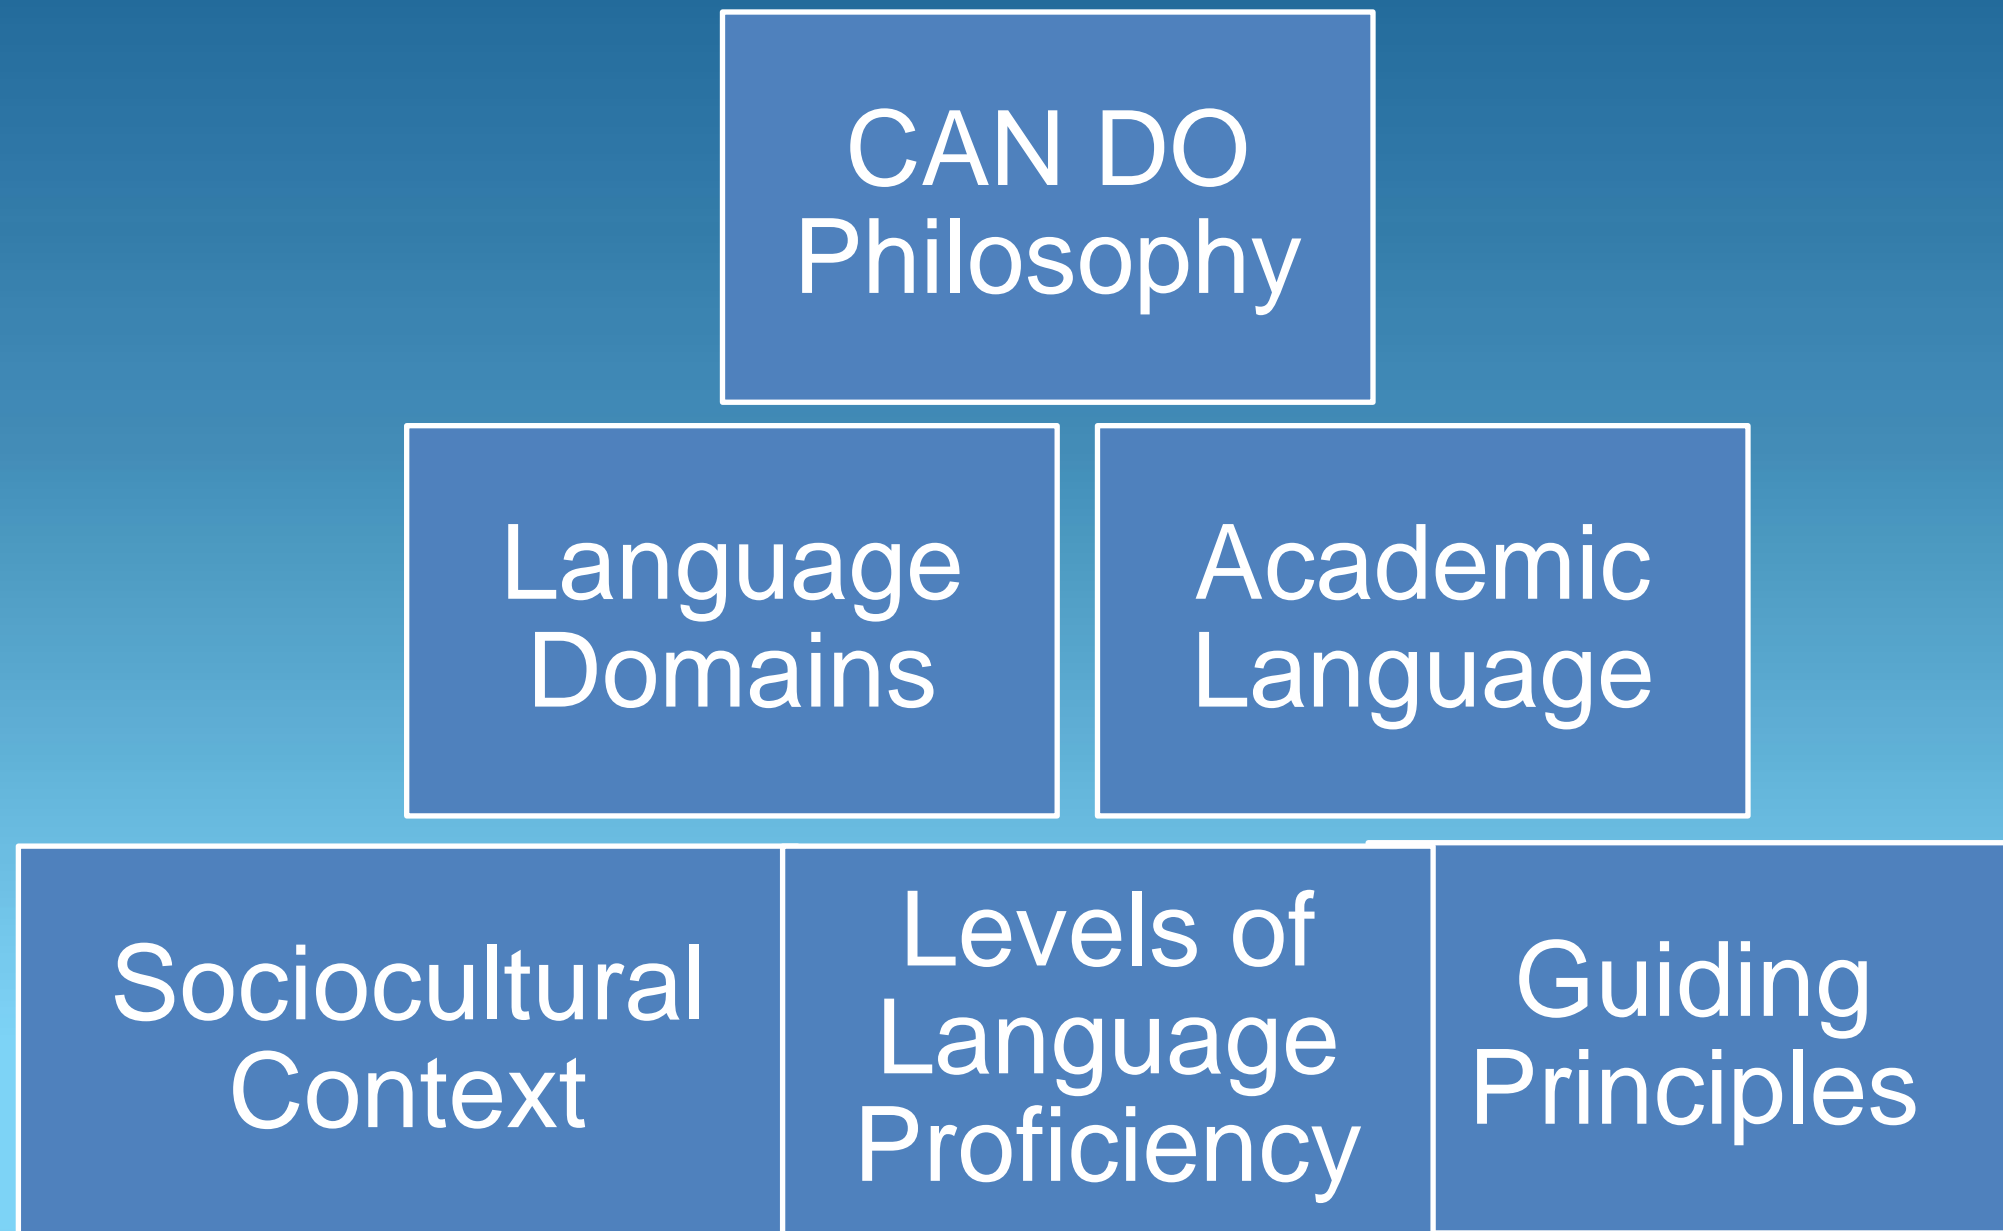 CAN DO
Philosophy
Language
Domains
Academic
Language
Sociocultural
Context
Levels of
Language
Proficiency
Guiding
Principles